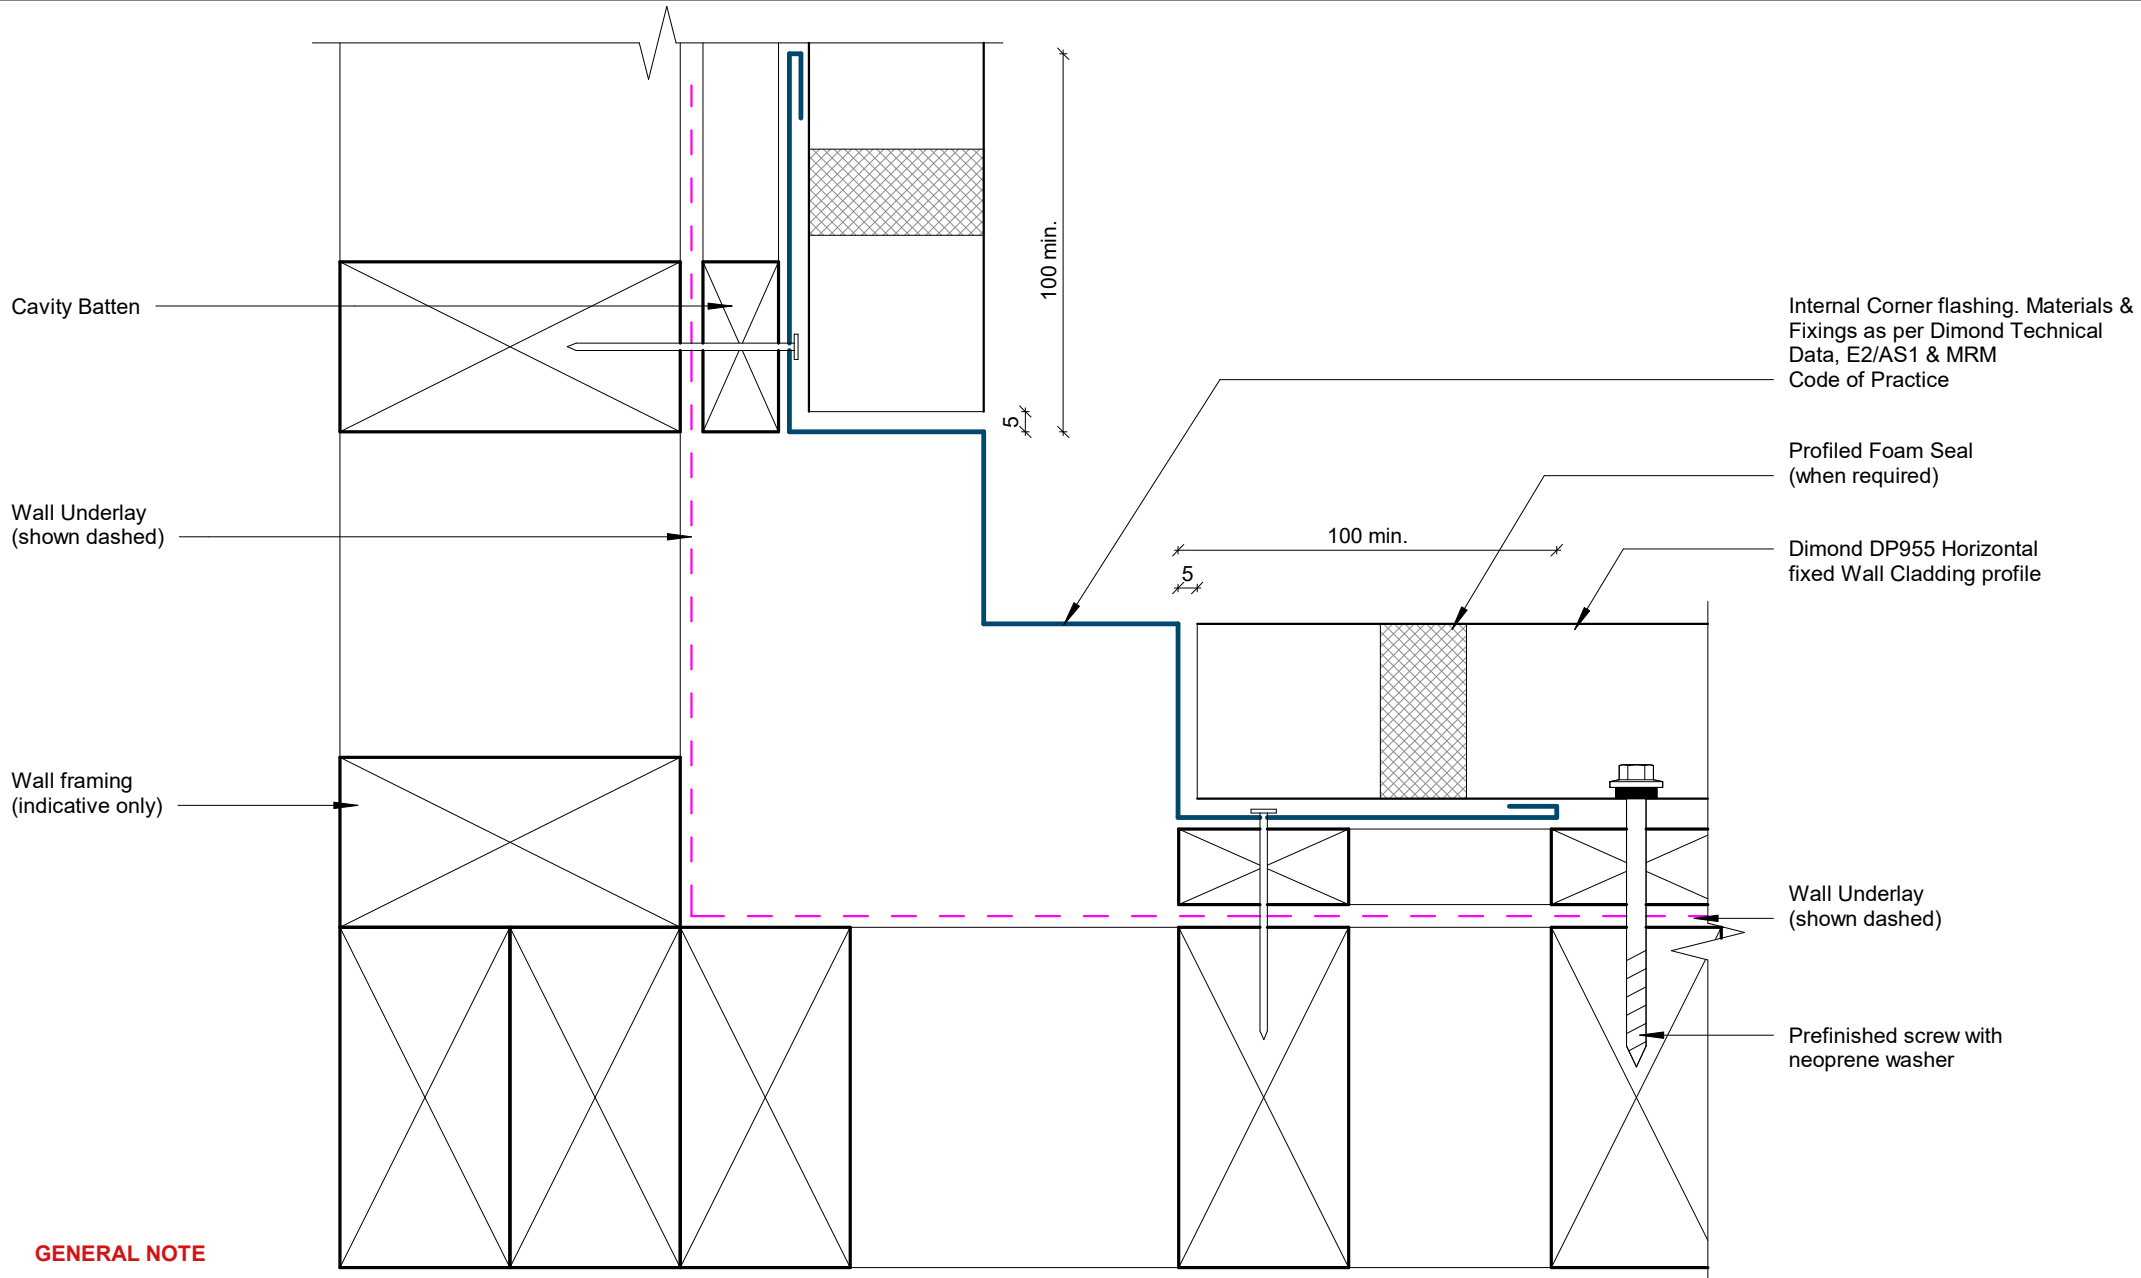 Cavity Batten
Wall Underlay
(shown dashed)
Wall framing
(indicative only)
GENERAL NOTE
100 min.
5
100 min.
5
Internal Corner flashing. Materials &
Fixings as per Dimond Technical
Data, E2/AS1 & MRM
Code of Practice
Profiled Foam Seal
(when required)
Dimond DP955 Horizontal
fixed Wall Cladding profile
Wall Underlay
(shown dashed)
Prefinished screw with
neoprene washer